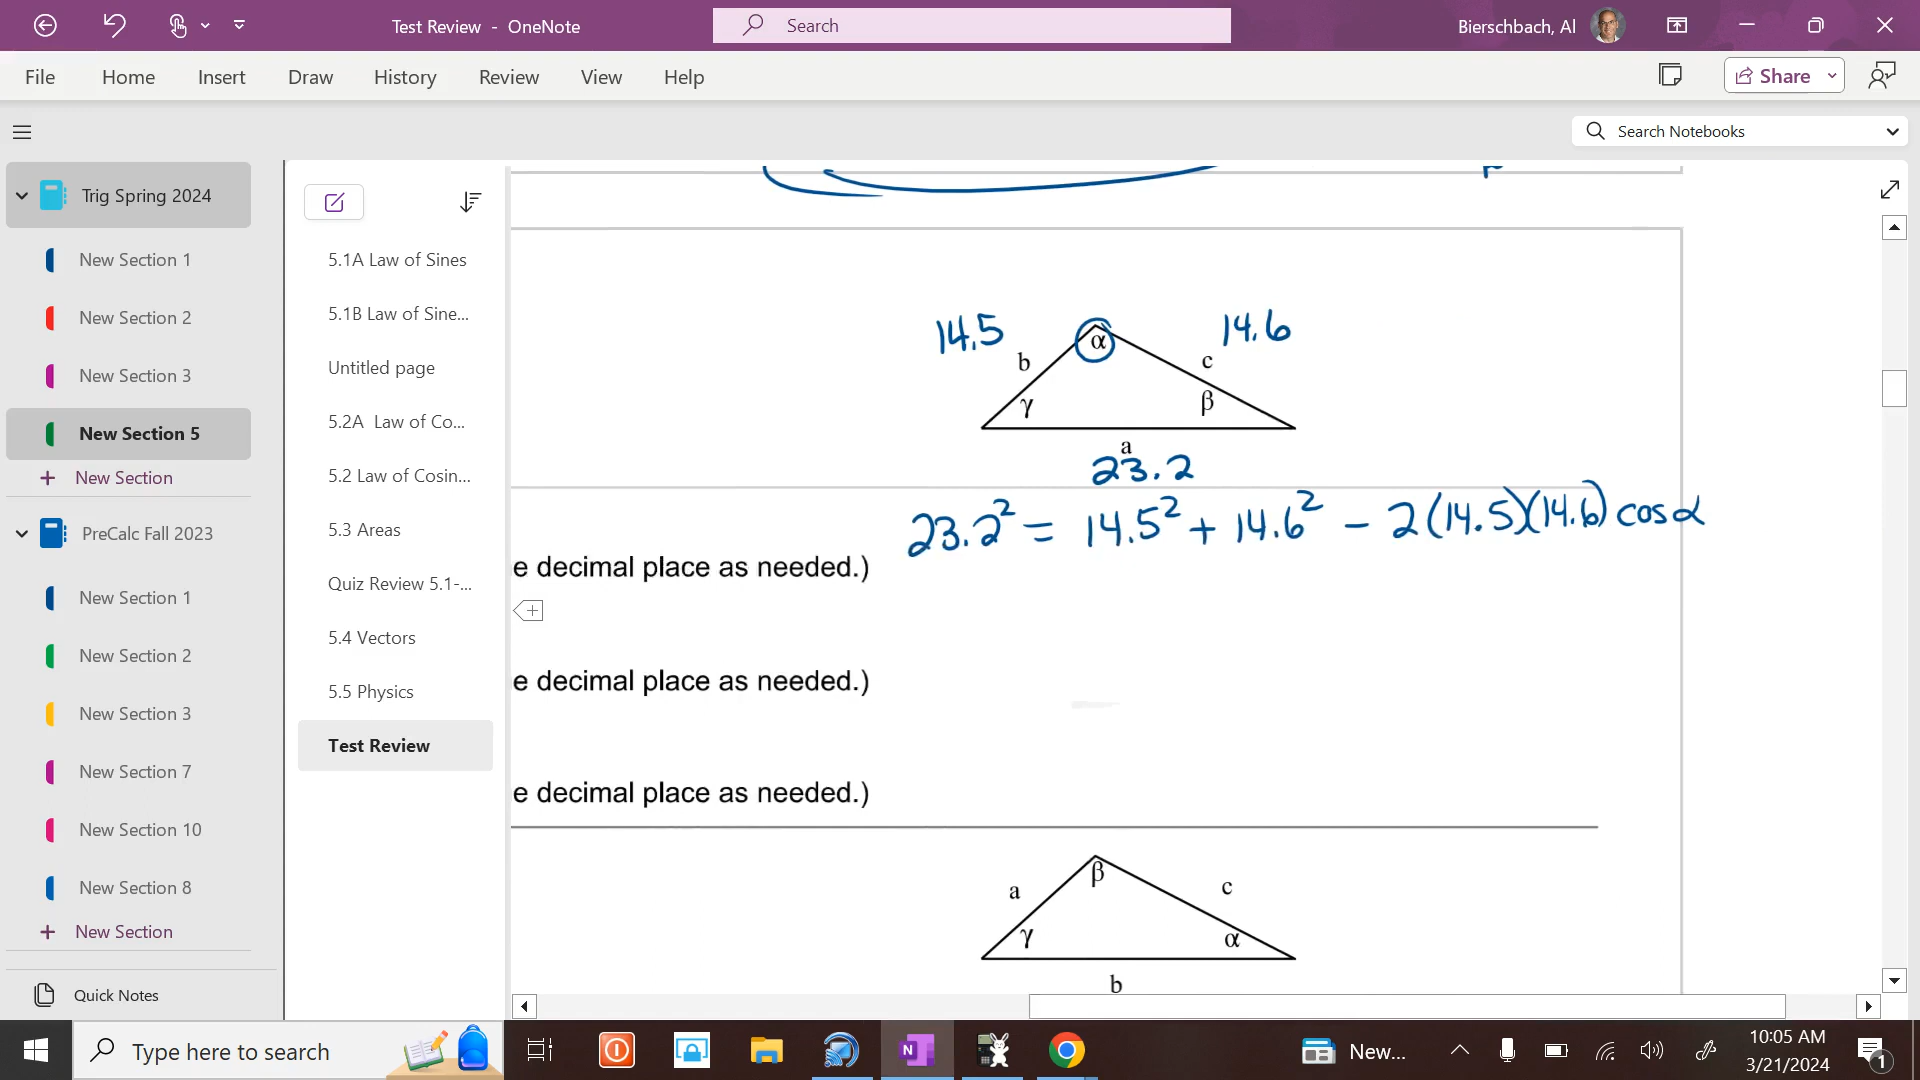 Test Review - OneNote
Search
Bierschbach, Al
File Home Insert Draw History Review View Help
Share
Search Notebooks
Trig Spring 2024
New Section 1
New Section 2
New Section 3
New Section 5
+ New Section
PreCalc Fall 2023
New Section 1
New Section 2
New Section 3
New Section 7
New Section 10
New Section 8
+ New Section
Quick Notes
5.1A Law of Sines
5.1B Law of Sine...
Untitled page
5.2A Law of Co...
5.2 Law of Cosin...
5.3 Areas
Quiz Review 5.1-...
5.4 Vectors
5.5 Physics
Test Review
14.5 α 14.6
b c
γ β
a
23.2
23.2² = 14.5² + 14.6² - 2(14.5)(14.6) cos α
e decimal place as needed.)
e decimal place as needed.)
e decimal place as needed.)
β
a c
γ α
b
Type here to search
N
New...
10:05 AM
3/21/2024
1